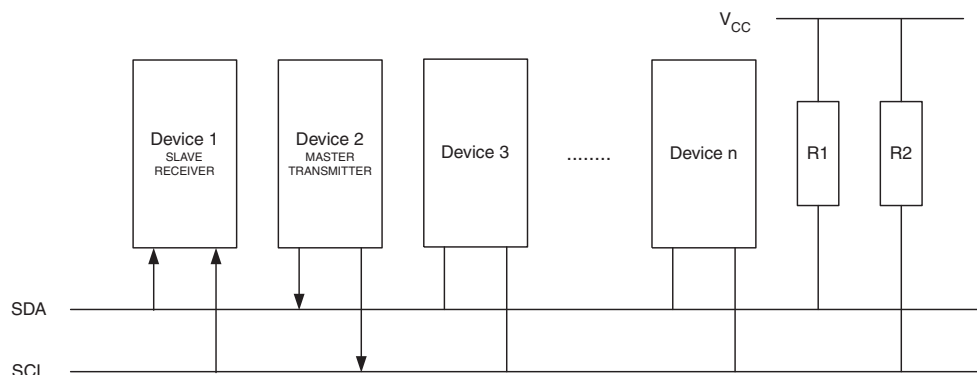 V_CC
Device 1
SLAVE
RECEIVER
Device 2
MASTER
TRANSMITTER
Device 3
........
Device n
R1
R2
SDA
SCL